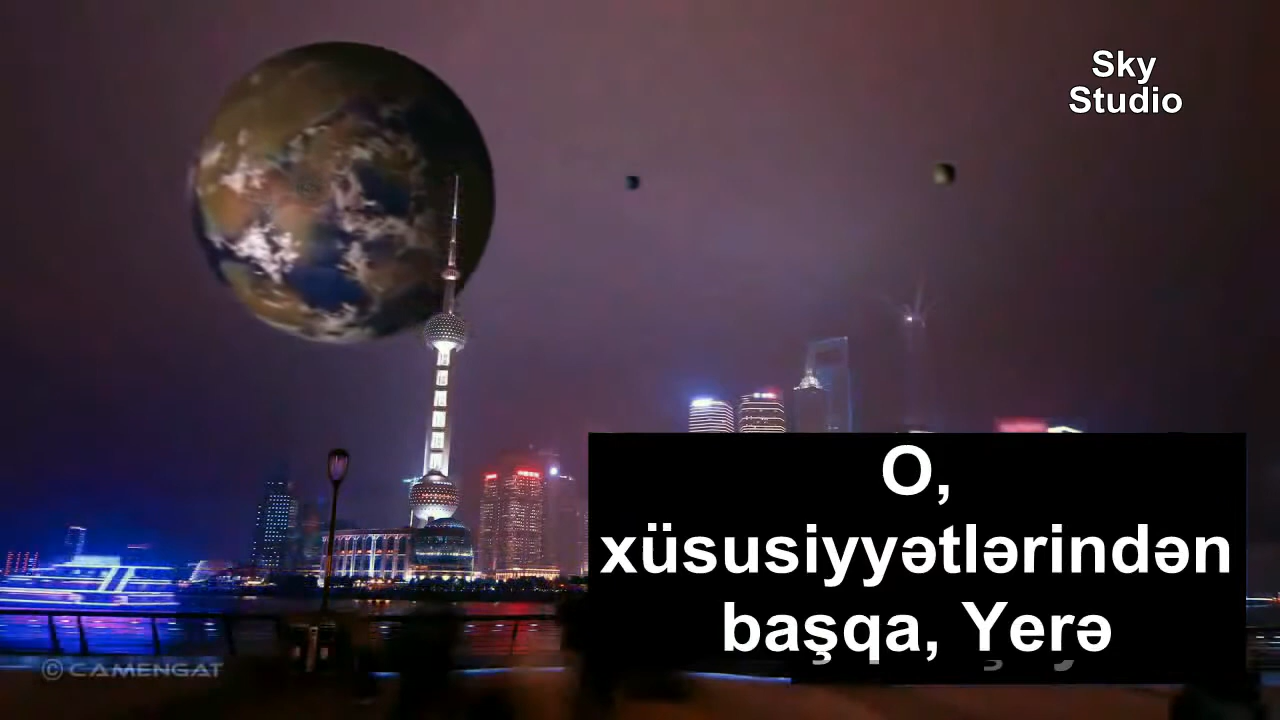 Sky
Studio
O,
xüsusiyyətlərindən
başqa, Yerə
© CAMENGAT